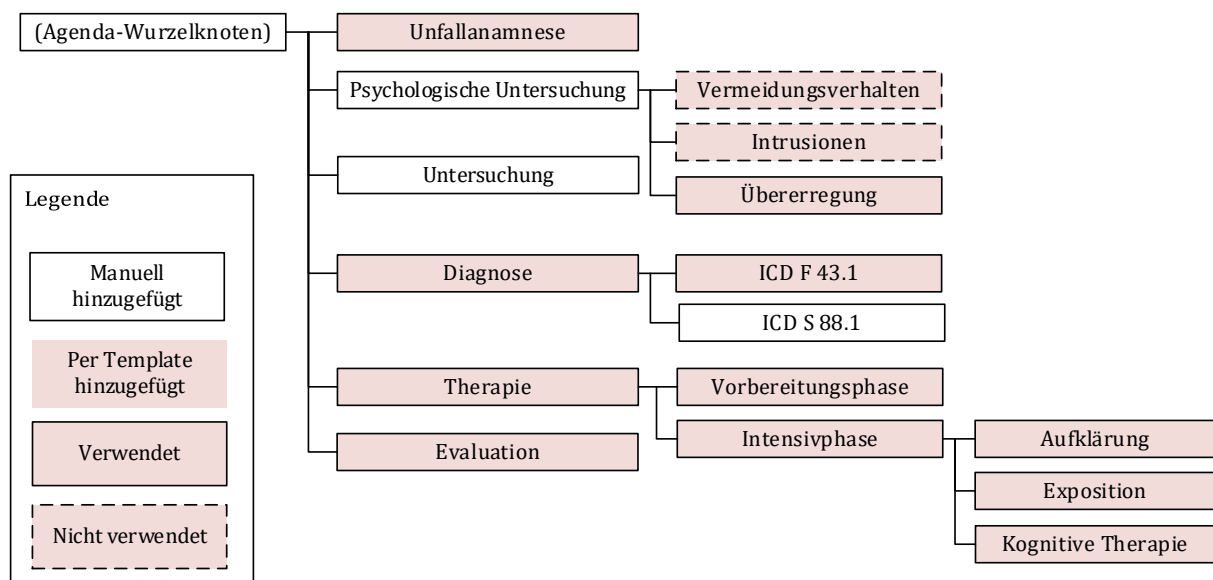 (Agenda-Wurzelknoten)
Unfallanamnese
Psychologische Untersuchung
Vermeidungsverhalten
Intrusionen
Untersuchung
Übererregung
Legende
Manuell
hinzugefügt
Per Template
hinzugefügt
Verwendet
Nicht verwendet
Diagnose
ICD F 43.1
ICD S 88.1
Therapie
Vorbereitungsphase
Evaluation
Intensivphase
Aufklärung
Exposition
Kognitive Therapie